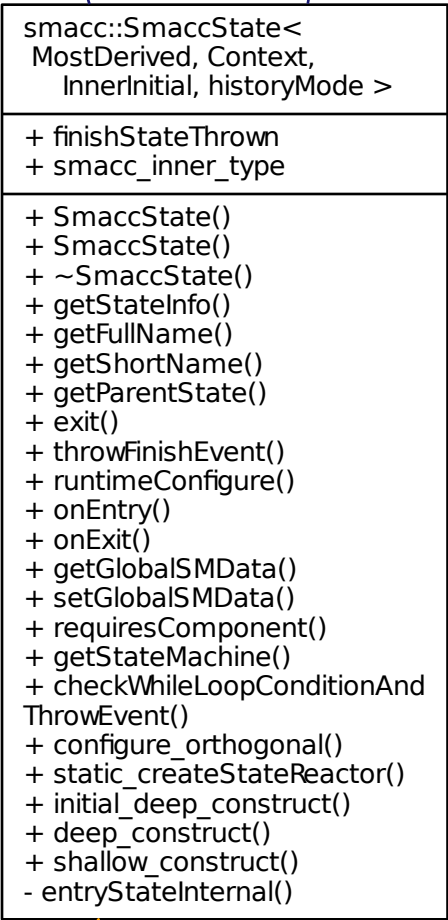 smacc::SmaccState<
MostDerived, Context,
InnerInitial, historyMode >
+ finishStateThrown
+ smacc_inner_type
+ SmaccState()
+ SmaccState()
+ ~SmaccState()
+ getStateInfo()
+ getFullName()
+ getShortName()
+ getParentState()
+ exit()
+ throwFinishEvent()
+ runtimeConfigure()
+ onEntry()
+ onExit()
+ getGlobalSMData()
+ setGlobalSMData()
+ requiresComponent()
+ getStateMachine()
+ checkWhileLoopConditionAnd
ThrowEvent()
+ configure_orthogonal()
+ static_createStateReactor()
+ initial_deep_construct()
+ deep_construct()
+ shallow_construct()
- entryStateInternal()